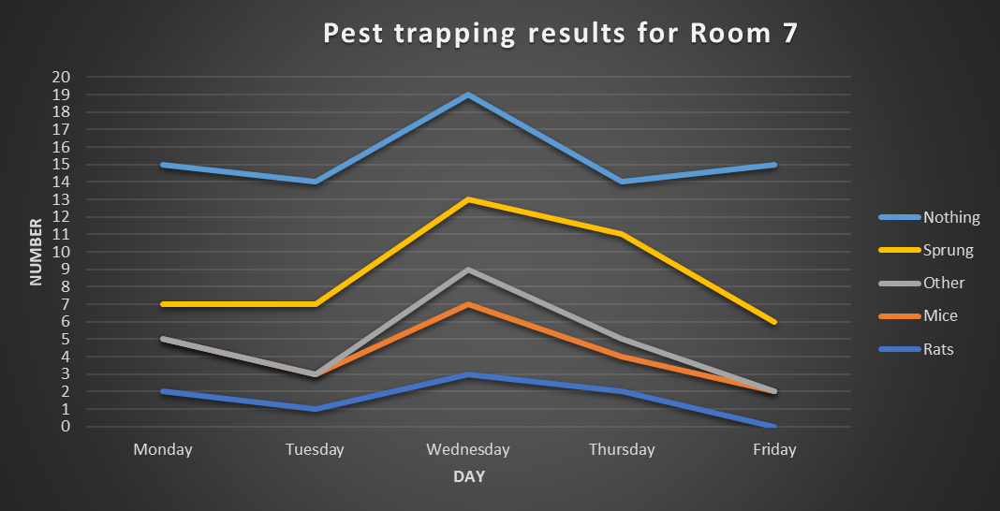 Pest trapping results for Room 7
20
19
18
17
16
15
14
13
12
11
10
9
8
7
6
5
4
3
2
1
0
NUMBER
Monday Tuesday Wednesday Thursday Friday
DAY
Nothing
Sprung
Other
Mice
Rats